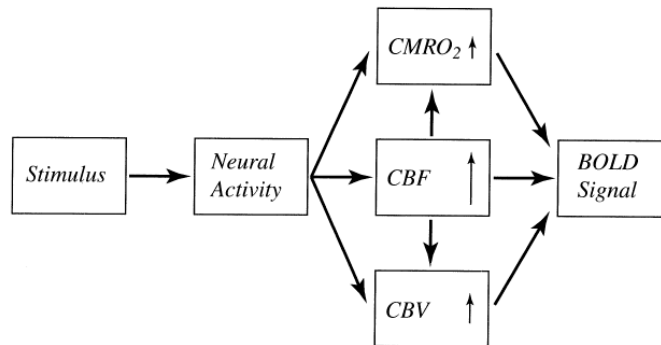 CMRO₂
Stimulus
Neural
Activity
CBF
BOLD
Signal
CBV